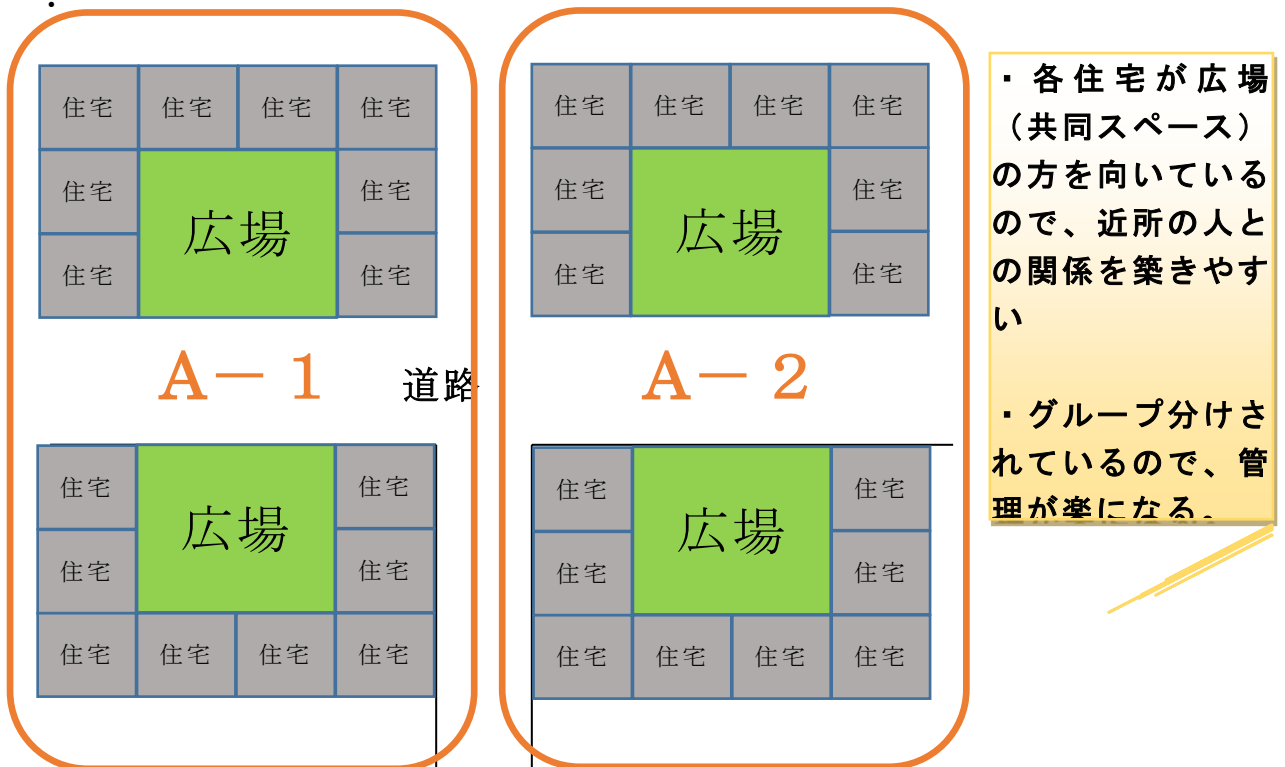 住宅 住宅 住宅 住宅 住宅 住宅 住宅 住宅
住宅 広場 住宅 住宅 広場 住宅
住宅 住宅 住宅 住宅
A－１ 道路 A－２
住宅 広場 住宅 住宅 広場 住宅
住宅 住宅 住宅 住宅
住宅 住宅 住宅 住宅 住宅 住宅 住宅 住宅
・各住宅が広場
（共同スペース）
の方を向いている
ので、近所の人と
の関係を築きやす
い
・グループ分けさ
れているので、管
理が楽になる。